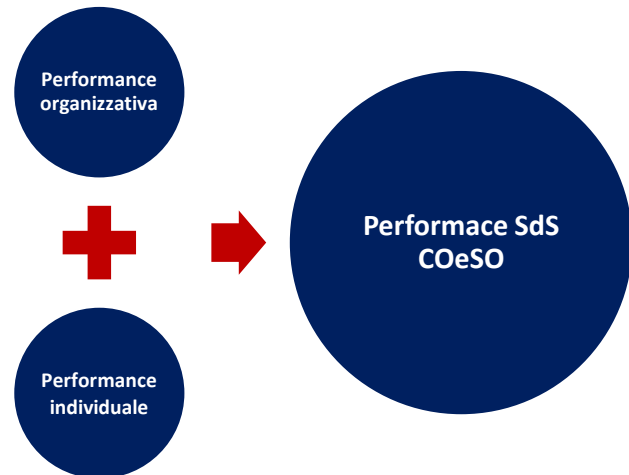 Performance
organizzativa
Performace SdS
COeSO
Performance
individuale